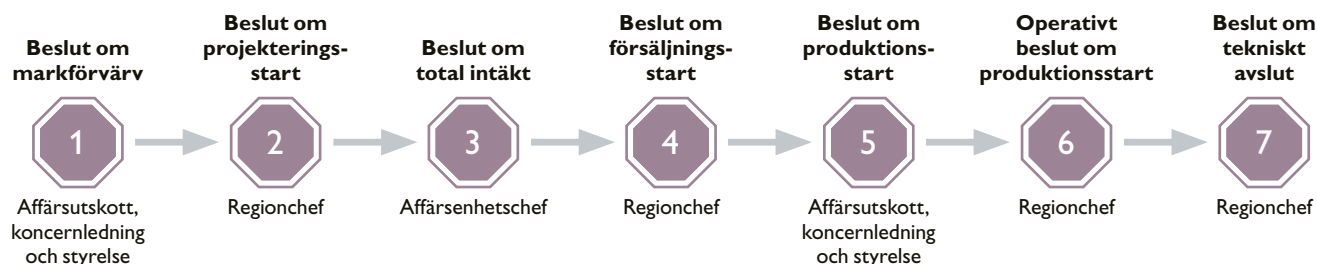 Beslut om
markförvärv
1
Affärsutskott,
koncernledning
och styrelse
Beslut om
projekterings-
start
2
Regionchef
Beslut om
total intäkt
3
Affärsenhetschef
Beslut om
försäljnings-
start
4
Regionchef
Beslut om
produktions-
start
5
Affärsutskott,
koncernledning
och styrelse
Operativt
beslut om
produktionsstart
6
Regionchef
Beslut om
tekniskt
avslut
7
Regionchef